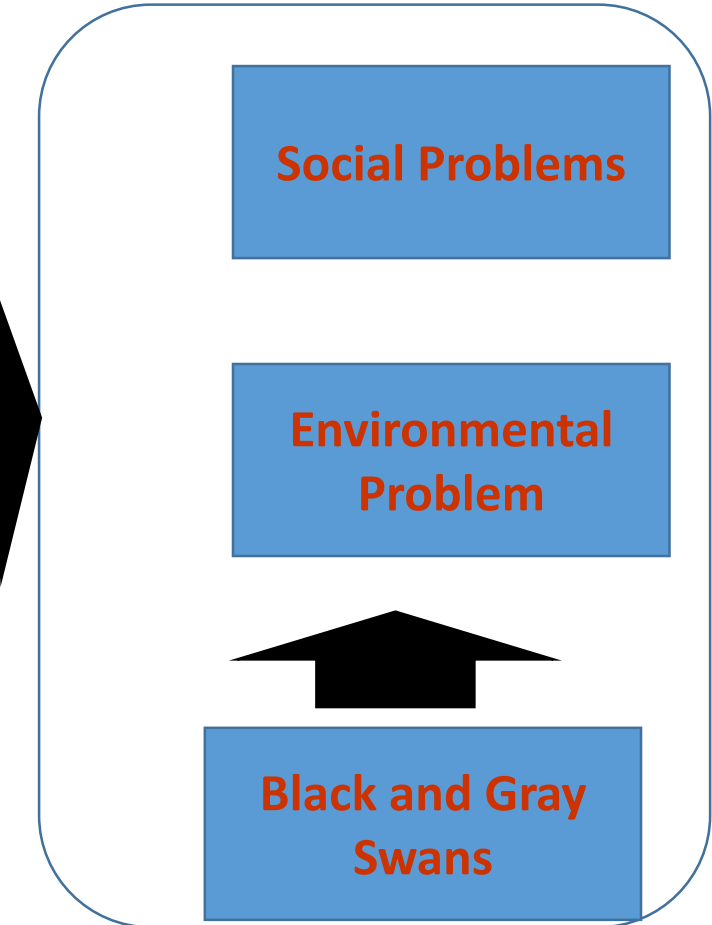 Social Problems
Environmental
Problem
Black and Gray
Swans